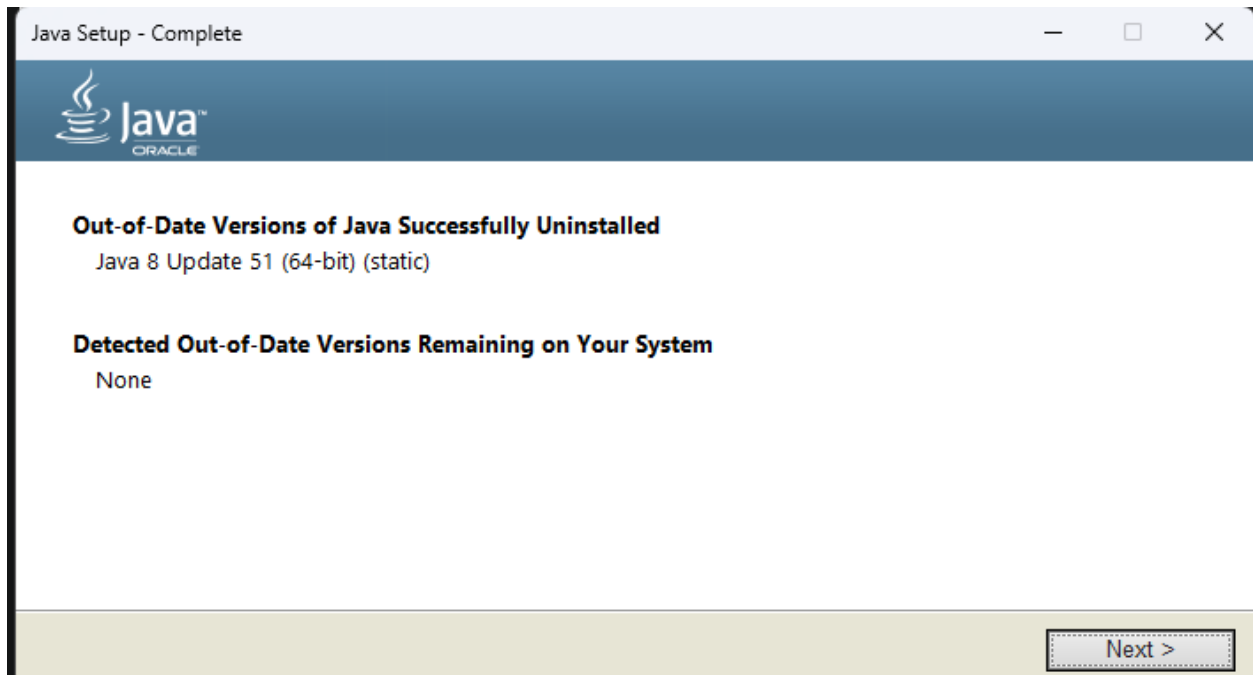 Java Setup - Complete
Java™
ORACLE
Out-of-Date Versions of Java Successfully Uninstalled
Java 8 Update 51 (64-bit) (static)
Detected Out-of-Date Versions Remaining on Your System
None
Next >